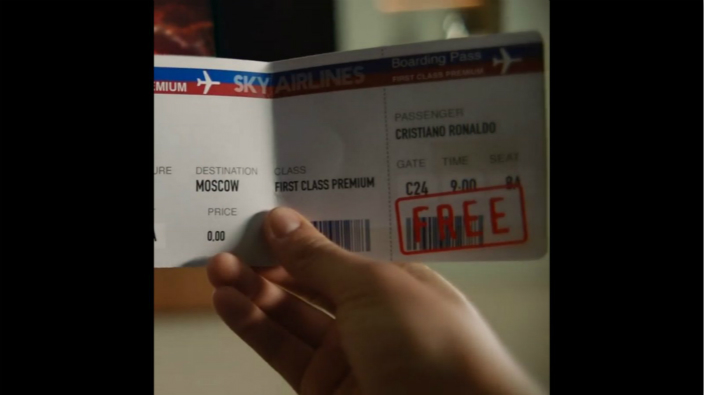 EMIUM SKY AIRLINES
Boarding Pass
FIRST CLASS PREMIUM
PASSENGER
CRISTIANO RONALDO
URE DESTINATION CLASS
MOSCOW FIRST CLASS PREMIUM
GATE TIME SEAT
C24 9:00 8A
PRICE
0,00
FREE